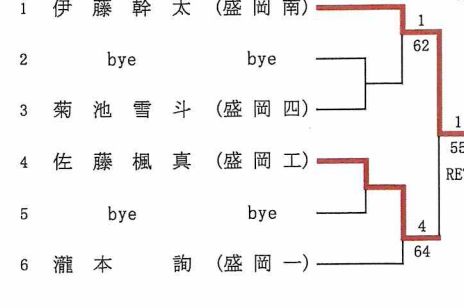 1 伊藤幹太 (盛岡南)
1
62
2 bye bye
3 菊池雪斗 (盛岡四)
1
55
4 佐藤楓真 (盛岡工)
5 bye bye
4
64
6 瀧本 詢 (盛岡一)